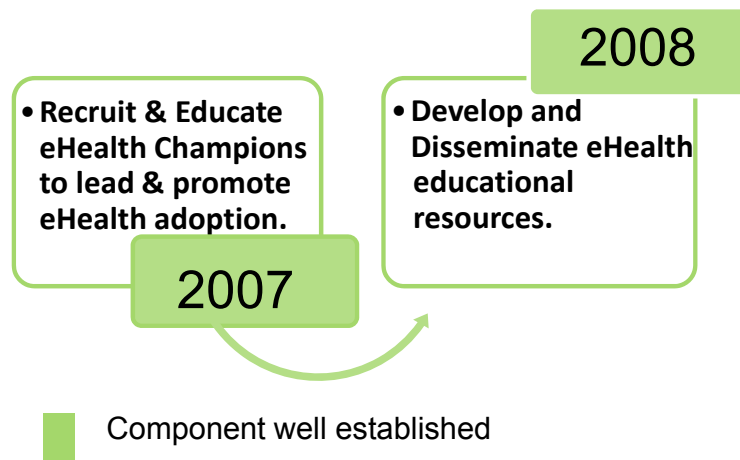 • Recruit & Educate
eHealth Champions
to lead & promote
eHealth adoption.
2007
2008
• Develop and
Disseminate eHealth
educational
resources.
Component well established